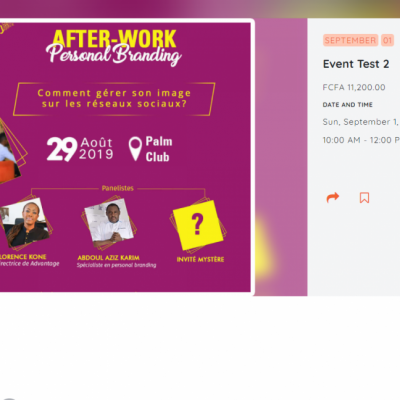 AFTER-WORK
Personal Branding
Comment gérer son image
sur les réseaux sociaux?
29 Août
2019
Palm
Club
Panelistes
?
LORENCE KONE
irectrice de Advantage
ABDOUL AZIZ KARIM
Spécialiste en personal branding
INVITÉ MYSTÈRE
SEPTEMBER 01
Event Test 2
FCFA 11,200.00
DATE AND TIME
Sun, September 1,
10:00 AM - 12:00 P